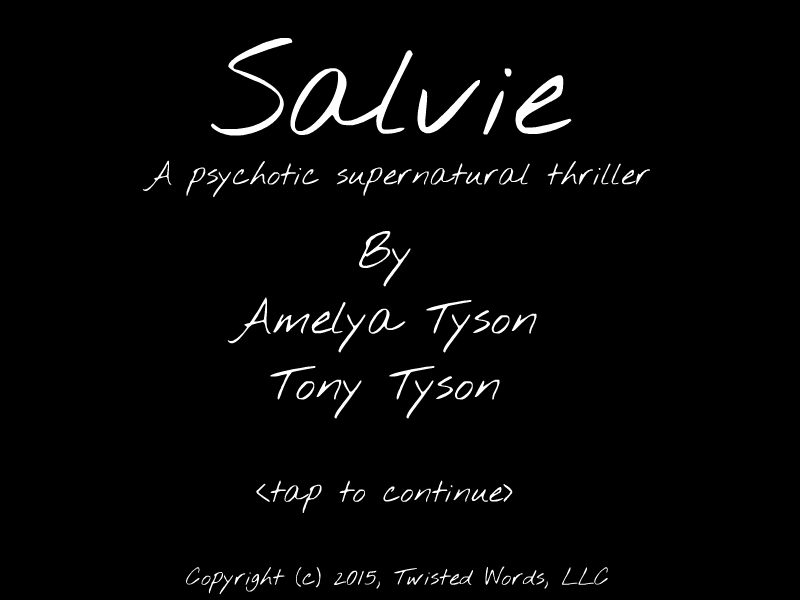 Salvie
A psychotic supernatural thriller
By
Amelya Tyson
Tony Tyson
<tap to continue>
Copyright (c) 2015, Twisted Words, LLC